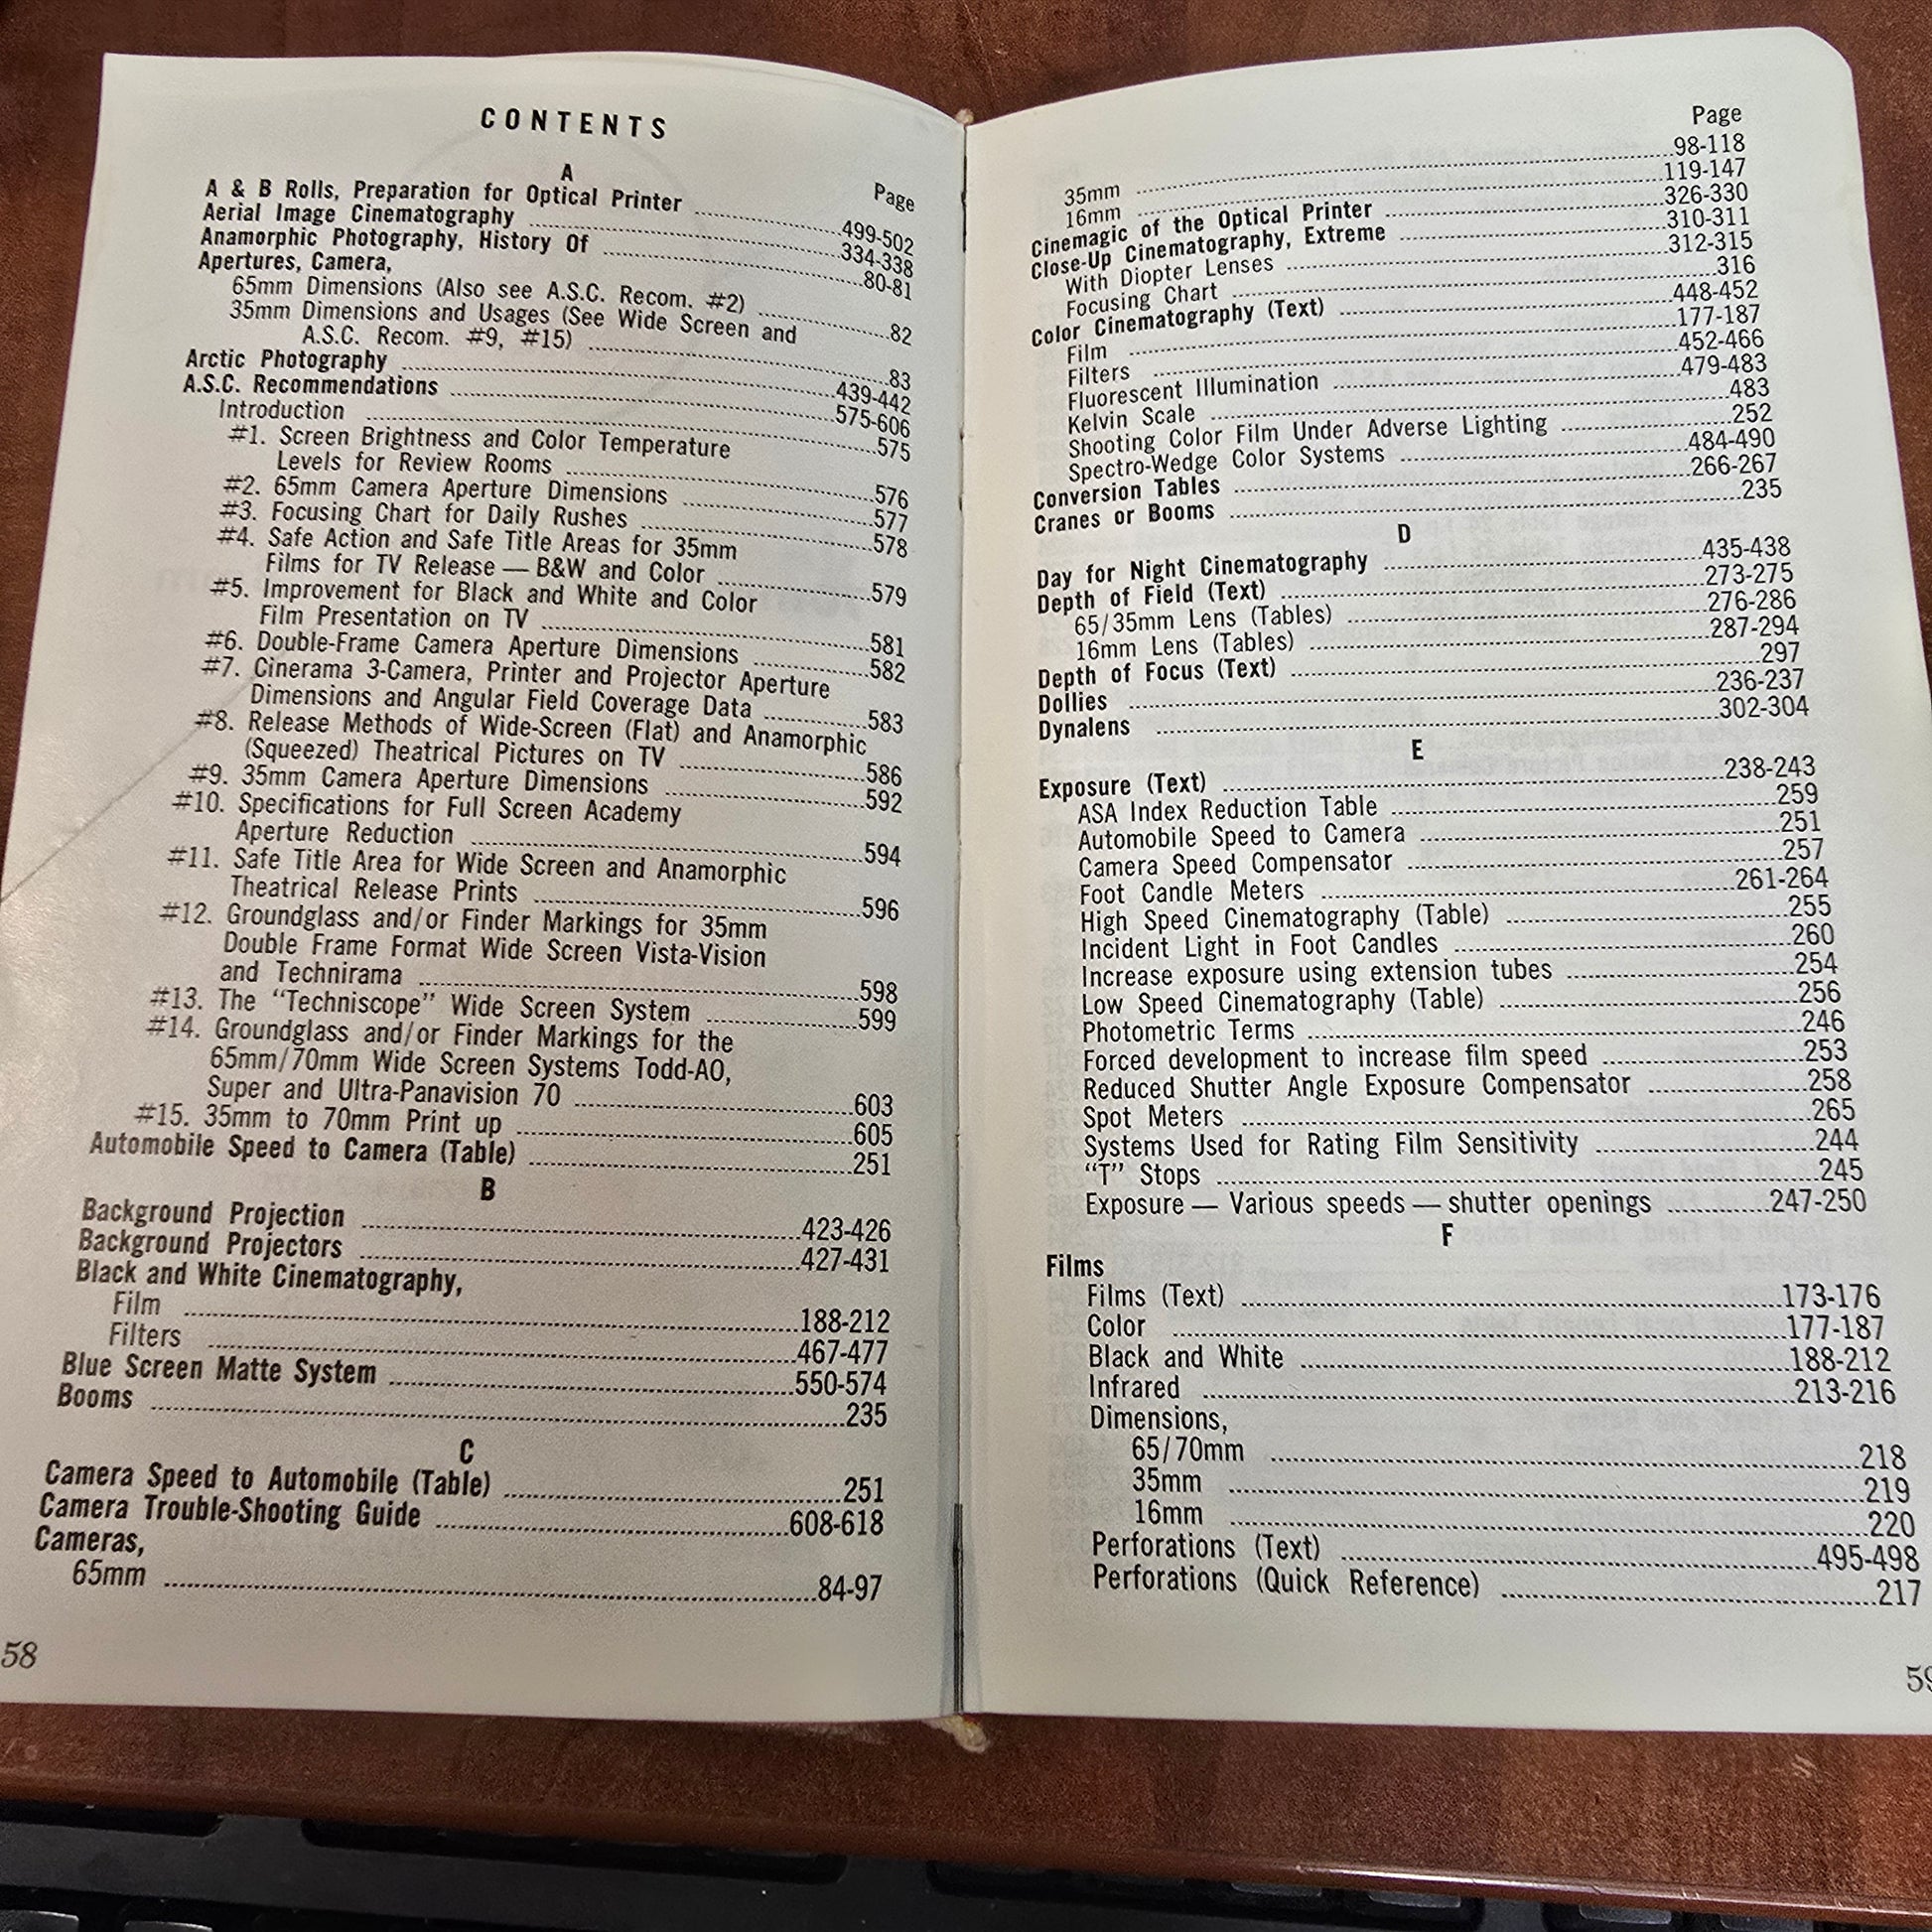 CONTENTS
A
Page
A & B Rolls, Preparation for Optical Printer ........ 499-502
Aerial Image Cinematography ........ 334-338
Anamorphic Photography, History Of ........ 80-81
Apertures, Camera,
65mm Dimensions (Also see A.S.C. Recom. #2) ........ 82
35mm Dimensions and Usages (See Wide Screen and
A.S.C. Recom. #9, #15) ........ 83
Arctic Photography ........ 439-442
A.S.C. Recommendations ........ 575-606
Introduction ........ 575
#1. Screen Brightness and Color Temperature
Levels for Review Rooms ........ 576
#2. 65mm Camera Aperture Dimensions ........ 577
#3. Focusing Chart for Daily Rushes ........ 578
#4. Safe Action and Safe Title Areas for 35mm
Films for TV Release — B&W and Color ........ 579
#5. Improvement for Black and White and Color
Film Presentation on TV ........ 581
#6. Double-Frame Camera Aperture Dimensions ........ 582
#7. Cinerama 3-Camera, Printer and Projector Aperture
Dimensions and Angular Field Coverage Data ........ 583
#8. Release Methods of Wide-Screen (Flat) and Anamorphic
(Squeezed) Theatrical Pictures on TV ........ 586
#9. 35mm Camera Aperture Dimensions ........ 592
#10. Specifications for Full Screen Academy
Aperture Reduction ........ 594
#11. Safe Title Area for Wide Screen and Anamorphic
Theatrical Release Prints ........ 596
#12. Groundglass and/or Finder Markings for 35mm
Double Frame Format Wide Screen Vista-Vision
and Technirama ........ 598
#13. The “Techniscope” Wide Screen System ........ 599
#14. Groundglass and/or Finder Markings for the
65mm/70mm Wide Screen Systems Todd-AO,
Super and Ultra-Panavision 70 ........ 603
#15. 35mm to 70mm Print up ........ 605
Automobile Speed to Camera (Table) ........ 251
B
Background Projection ........ 423-426
Background Projectors ........ 427-431
Black and White Cinematography,
Film ........ 188-212
Filters ........ 467-477
Blue Screen Matte System ........ 550-574
Booms ........ 235
C
Camera Speed to Automobile (Table) ........ 251
Camera Trouble-Shooting Guide ........ 608-618
Cameras,
65mm ........ 84-97
58
Page
35mm ........ 98-118
16mm ........ 119-147
Cinemagic of the Optical Printer ........ 326-330
Close-Up Cinematography, Extreme ........ 310-311
With Diopter Lenses ........ 312-315
Focusing Chart ........ 316
Color Cinematography (Text) ........ 448-452
Film ........ 177-187
Filters ........ 452-466
Fluorescent Illumination ........ 479-483
Kelvin Scale ........ 483
Shooting Color Film Under Adverse Lighting ........ 252
Spectro-Wedge Color Systems ........ 484-490
Conversion Tables ........ 266-267
Cranes or Booms ........ 235
D
Day for Night Cinematography ........ 435-438
Depth of Field (Text) ........ 273-275
65/35mm Lens (Tables) ........ 276-286
16mm Lens (Tables) ........ 287-294
Depth of Focus (Text) ........ 297
Dollies ........ 236-237
Dynalens ........ 302-304
E
Exposure (Text) ........ 238-243
ASA Index Reduction Table ........ 259
Automobile Speed to Camera ........ 251
Camera Speed Compensator ........ 257
Foot Candle Meters ........ 261-264
High Speed Cinematography (Table) ........ 255
Incident Light in Foot Candles ........ 260
Increase exposure using extension tubes ........ 254
Low Speed Cinematography (Table) ........ 256
Photometric Terms ........ 246
Forced development to increase film speed ........ 253
Reduced Shutter Angle Exposure Compensator ........ 258
Spot Meters ........ 265
Systems Used for Rating Film Sensitivity ........ 244
“T” Stops ........ 245
Exposure — Various speeds — shutter openings ........ 247-250
F
Films
Films (Text) ........ 173-176
Color ........ 177-187
Black and White ........ 188-212
Infrared ........ 213-216
Dimensions,
65/70mm ........ 218
35mm ........ 219
16mm ........ 220
Perforations (Text) ........ 495-498
Perforations (Quick Reference) ........ 217
59